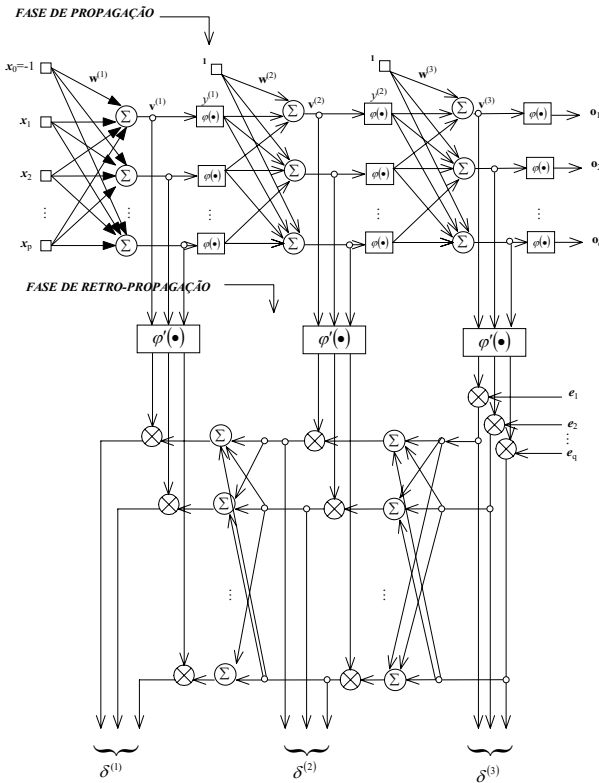 FASE DE PROPAGAÇÃO
x₀=-1 w⁽¹⁾ v⁽¹⁾ y⁽¹⁾ 1 w⁽²⁾ v⁽²⁾ y⁽²⁾ 1 w⁽³⁾ v⁽³⁾
Σ φ(•) Σ φ(•) Σ φ(•) o₁
x₁
x₂ Σ φ(•) Σ φ(•) Σ φ(•) o₂
⋮ ⋮ ⋮ ⋮ ⋮ ⋮
xₚ Σ φ(•) Σ φ(•) Σ φ(•) o
FASE DE RETRO-PROPAGAÇÃO
φ'(•) φ'(•) φ'(•)
e₁
e₂
⋮
e_q
Σ Σ
Σ Σ
⋮ ⋮
Σ Σ
δ⁽¹⁾ δ⁽²⁾ δ⁽³⁾